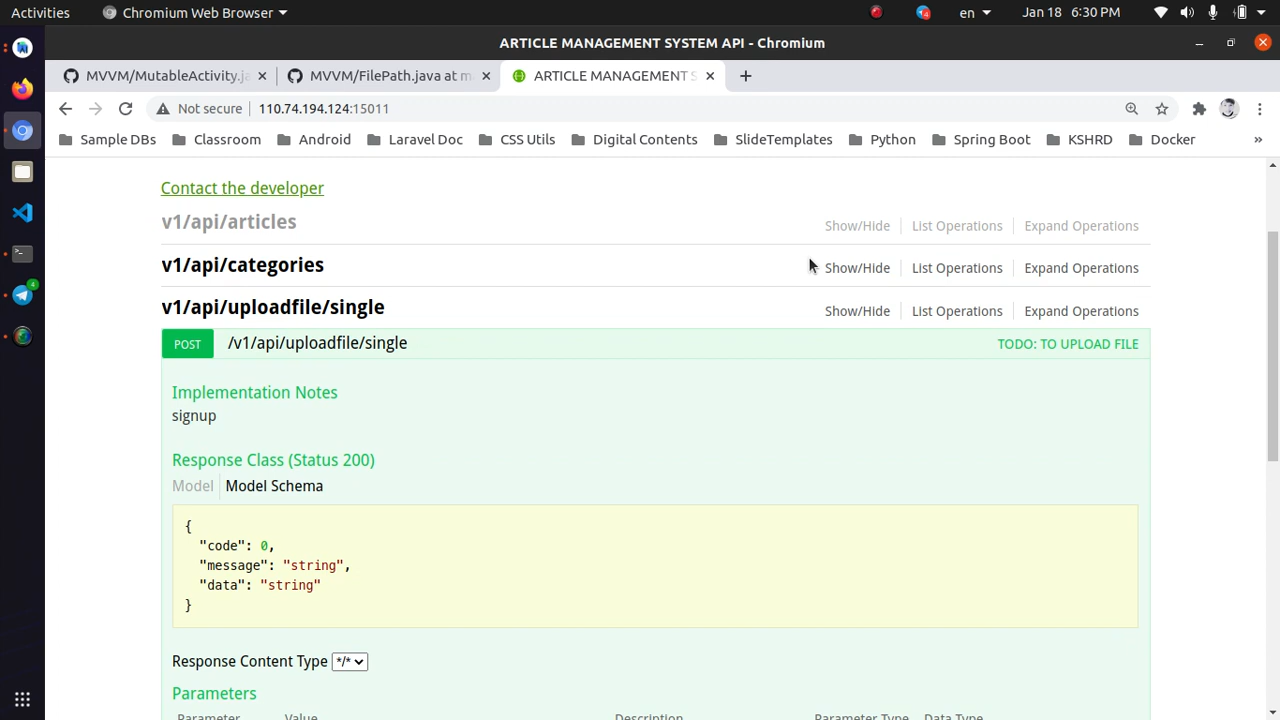 Activities Chromium Web Browser 4 en Jan 18 6:30 PM
ARTICLE MANAGEMENT SYSTEM API - Chromium
MVVM/MutableActivity.ja MVVM/FilePath.java at m ARTICLE MANAGEMENT S
Not secure 110.74.194.124:15011
Sample DBs Classroom Android Laravel Doc CSS Utils Digital Contents SlideTemplates Python Spring Boot KSHRD Docker »
Contact the developer
v1/api/articles Show/Hide List Operations Expand Operations
v1/api/categories Show/Hide List Operations Expand Operations
v1/api/uploadfile/single Show/Hide List Operations Expand Operations
POST /v1/api/uploadfile/single TODO: TO UPLOAD FILE
Implementation Notes
signup
Response Class (Status 200)
Model Model Schema
{
"code": 0,
"message": "string",
"data": "string"
}
Response Content Type */*
Parameters
Parameter Value Description Parameter Type Data Type
4